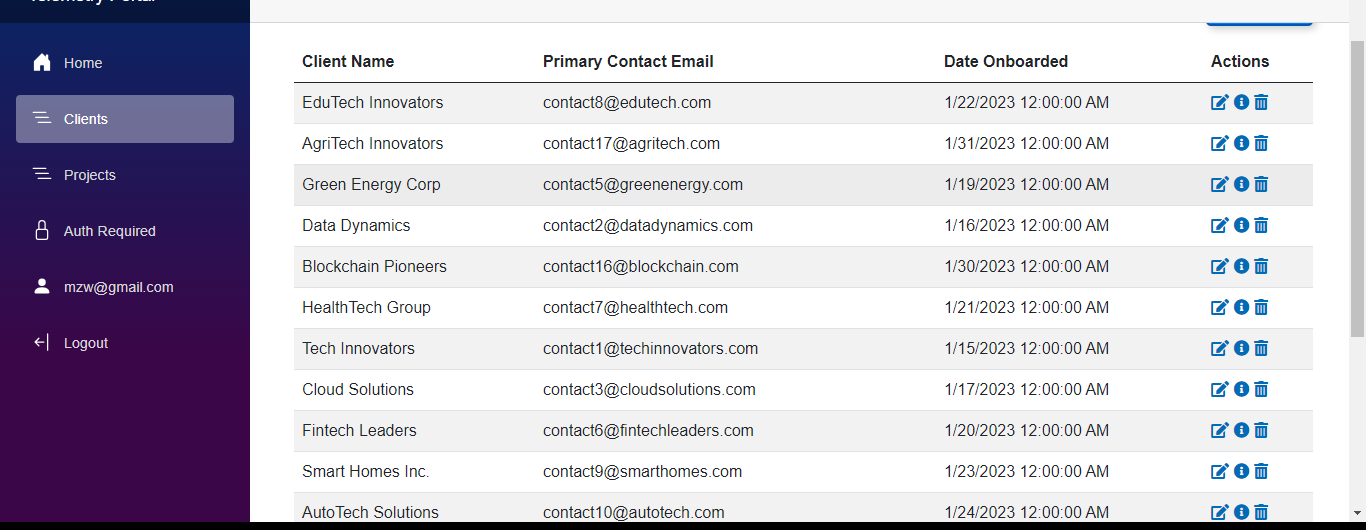 Telemetry Portal
Home
Clients
Projects
Auth Required
mzw@gmail.com
Logout
Client Name Primary Contact Email Date Onboarded Actions
EduTech Innovators contact8@edutech.com 1/22/2023 12:00:00 AM
AgriTech Innovators contact17@agritech.com 1/31/2023 12:00:00 AM
Green Energy Corp contact5@greenenergy.com 1/19/2023 12:00:00 AM
Data Dynamics contact2@datadynamics.com 1/16/2023 12:00:00 AM
Blockchain Pioneers contact16@blockchain.com 1/30/2023 12:00:00 AM
HealthTech Group contact7@healthtech.com 1/21/2023 12:00:00 AM
Tech Innovators contact1@techinnovators.com 1/15/2023 12:00:00 AM
Cloud Solutions contact3@cloudsolutions.com 1/17/2023 12:00:00 AM
Fintech Leaders contact6@fintechleaders.com 1/20/2023 12:00:00 AM
Smart Homes Inc. contact9@smarthomes.com 1/23/2023 12:00:00 AM
AutoTech Solutions contact10@autotech.com 1/24/2023 12:00:00 AM